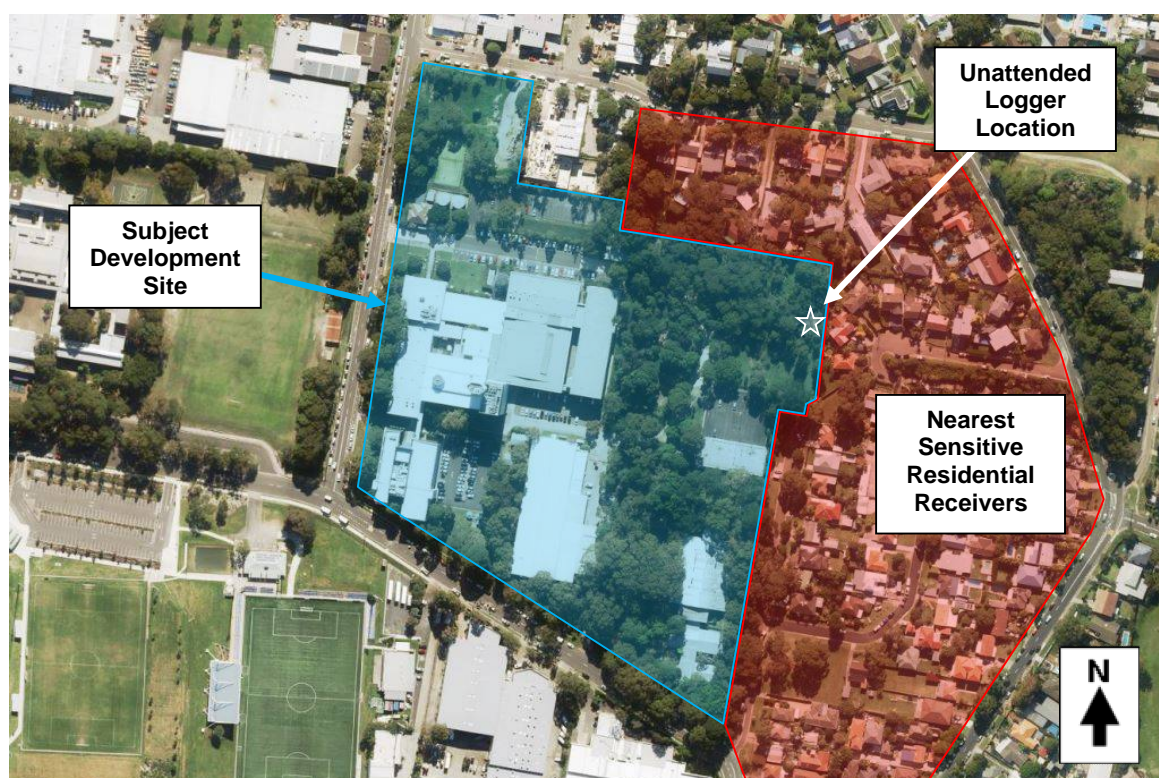 Unattended
Logger
Location
Subject
Development
Site
Nearest
Sensitive
Residential
Receivers
N